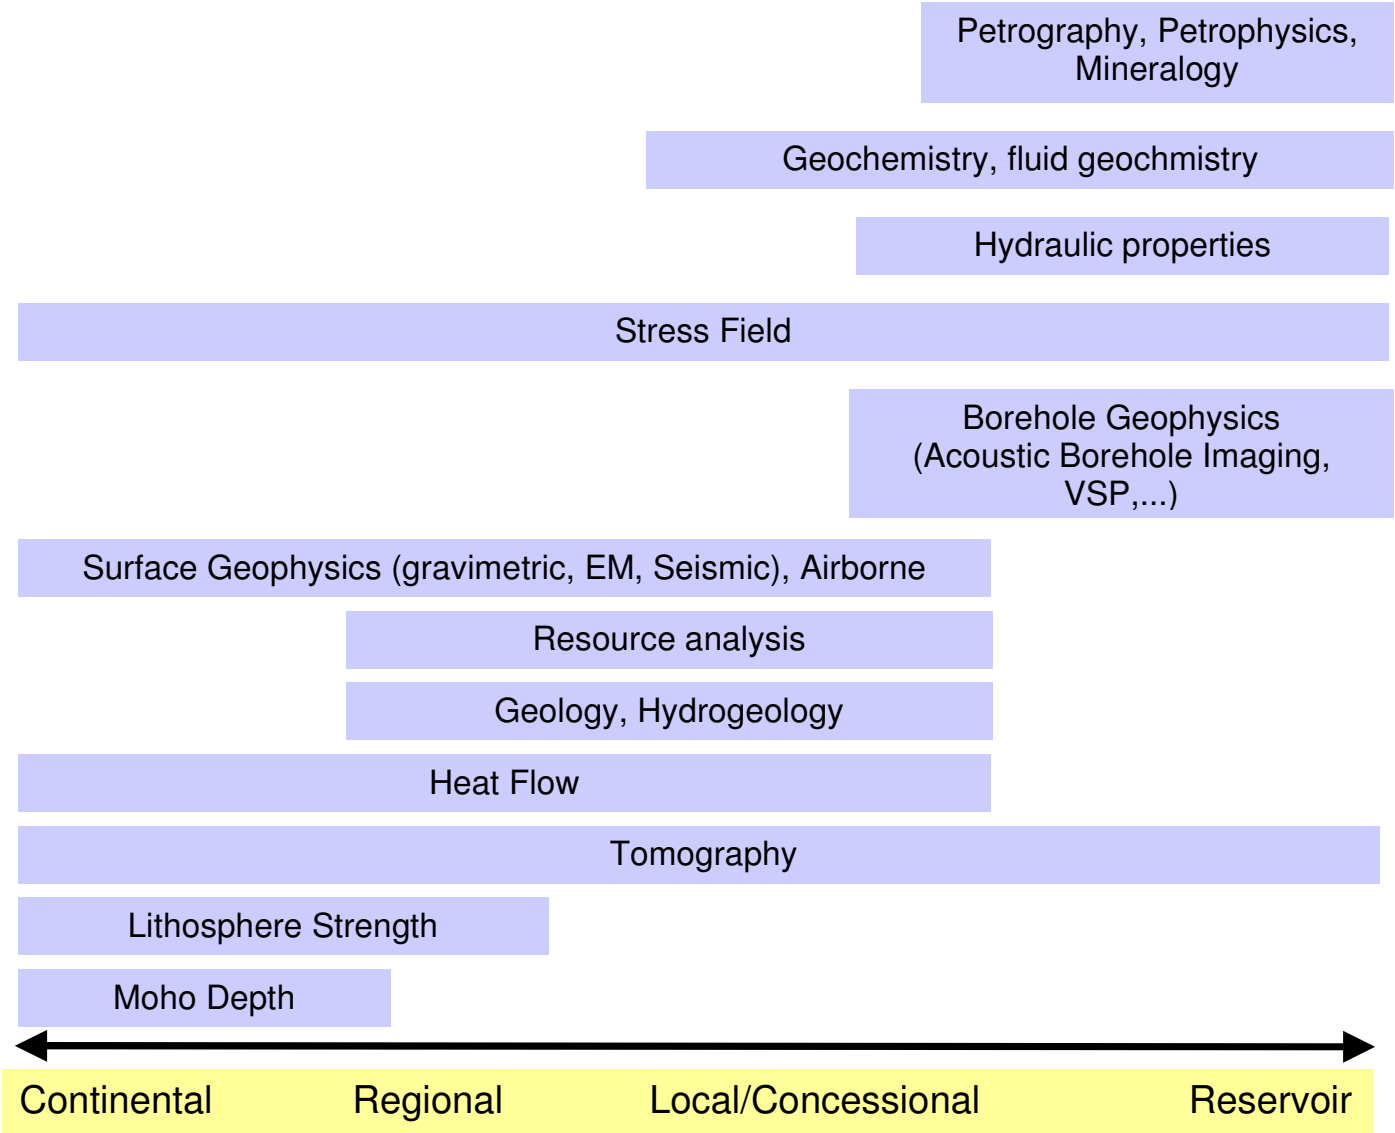 Petrography, Petrophysics,
Mineralogy
Geochemistry, fluid geochmistry
Hydraulic properties
Stress Field
Borehole Geophysics
(Acoustic Borehole Imaging,
VSP,...)
Surface Geophysics (gravimetric, EM, Seismic), Airborne
Resource analysis
Geology, Hydrogeology
Heat Flow
Tomography
Lithosphere Strength
Moho Depth
Continental Regional Local/Concessional Reservoir